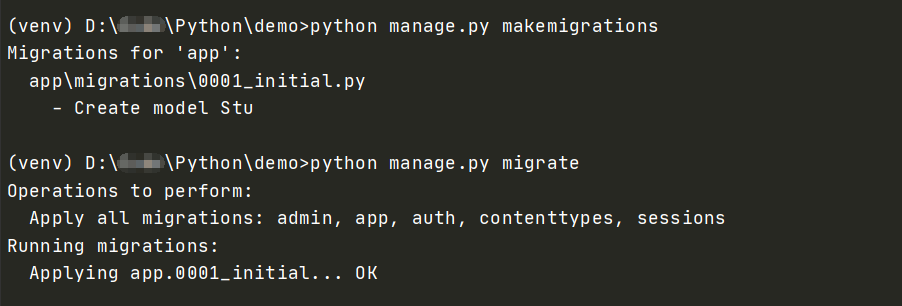 (venv) D:\ \Python\demo>python manage.py makemigrations
Migrations for 'app':
  app\migrations\0001_initial.py
    - Create model Stu
(venv) D:\ \Python\demo>python manage.py migrate
Operations to perform:
  Apply all migrations: admin, app, auth, contenttypes, sessions
Running migrations:
  Applying app.0001_initial... OK